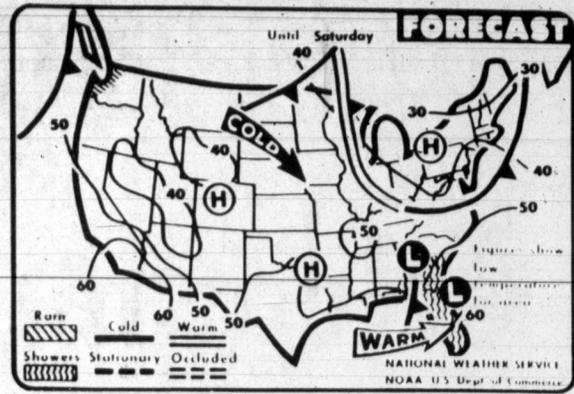 FORECAST
Until Saturday
40
30
30
50
COLD
40
H
40
H
40
50
50
H
L
Figures show
low
temperature
for area
L
60
60
50
60
50
WARM
Rain
Cold
Warm
Showers
Stationary
Occluded
NATIONAL WEATHER SERVICE
NOAA U S Dept of Commerce